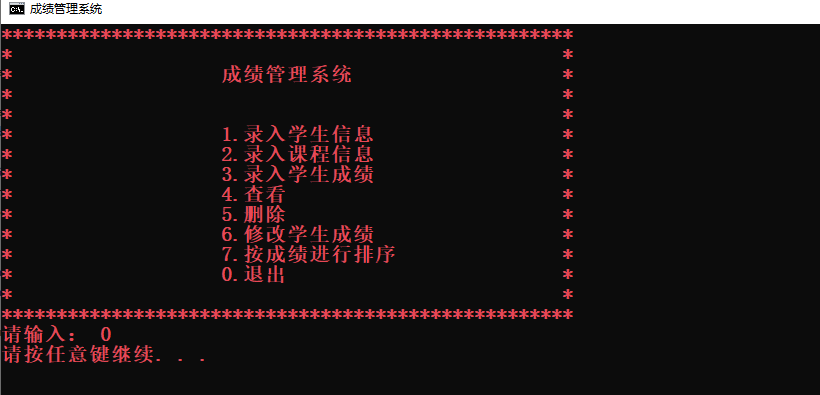 成绩管理系统
****************************************************
*                                                  *
*                   成绩管理系统                   *
*                                                  *
*                                                  *
*                   1.录入学生信息                 *
*                   2.录入课程信息                 *
*                   3.录入学生成绩                 *
*                   4.查看                         *
*                   5.删除                         *
*                   6.修改学生成绩                 *
*                   7.按成绩进行排序               *
*                   0.退出                         *
*                                                  *
****************************************************
请输入： 0
请按任意键继续. . .